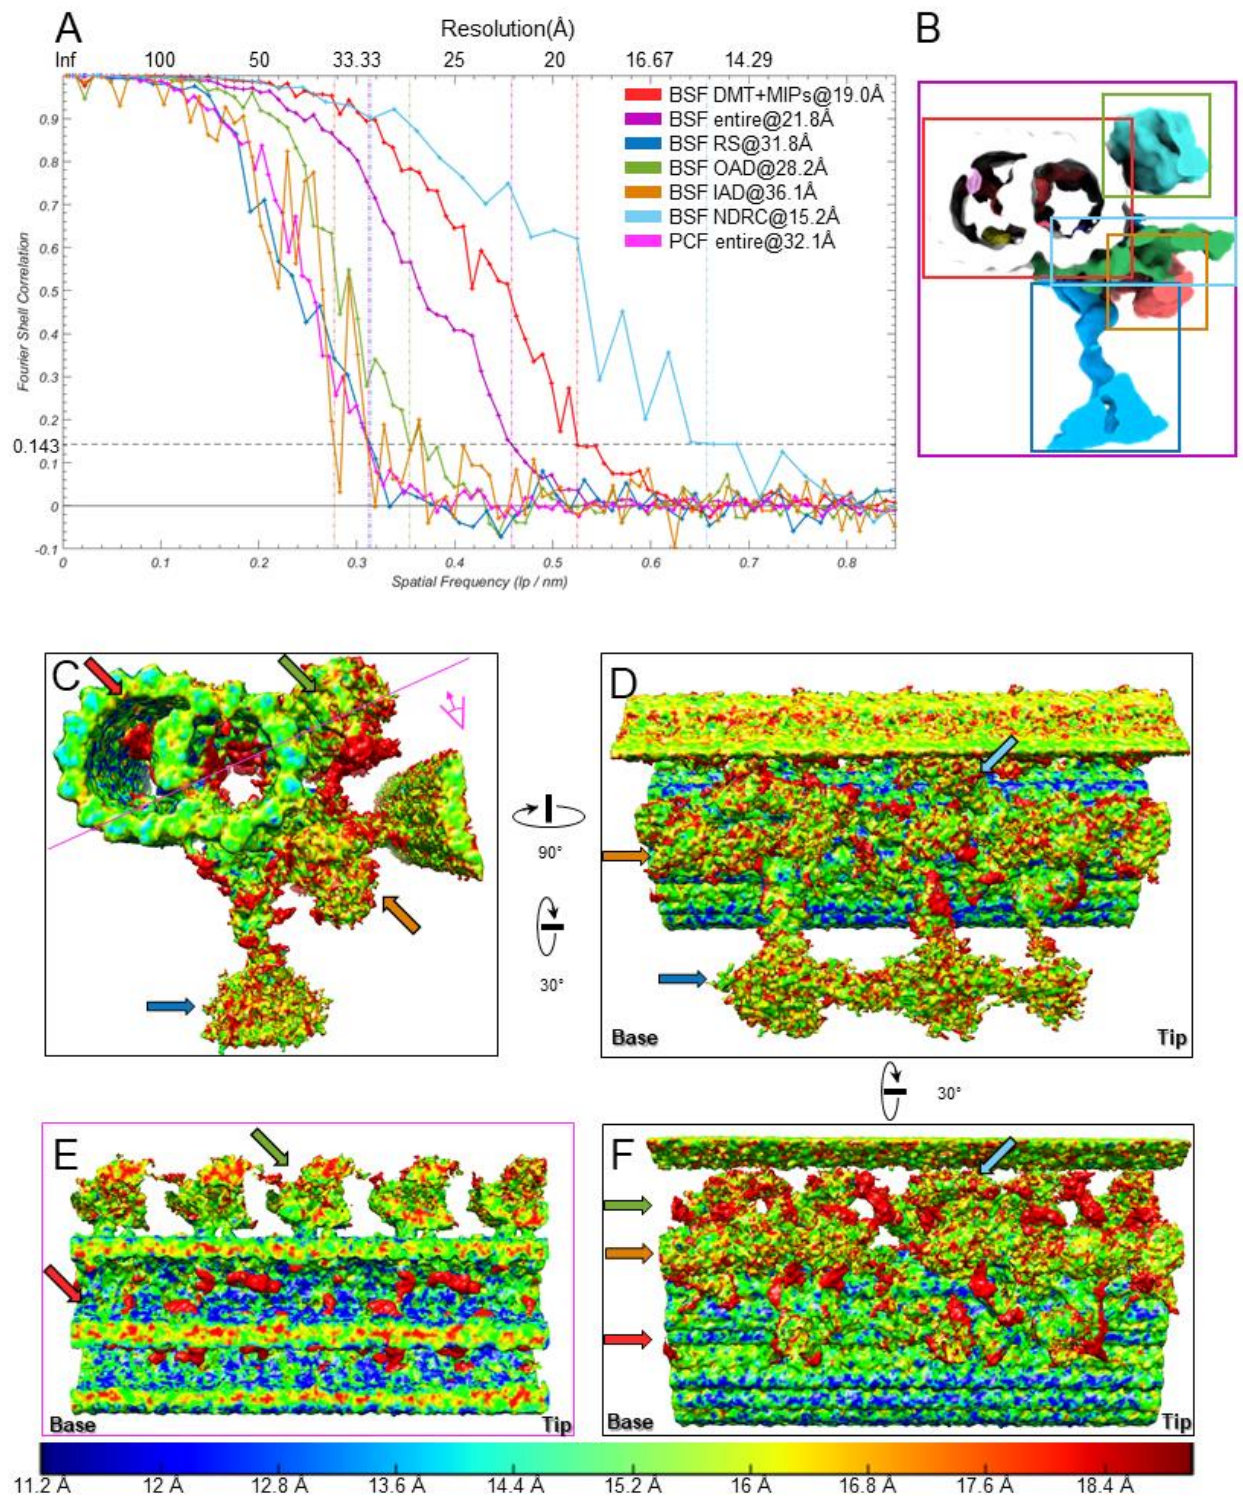 A
B
Resolution(Å)
Inf 100 50 33.33 25 20 16.67 14.29
BSF DMT+MIPs@19.0Å
BSF entire@21.8Å
BSF RS@31.8Å
BSF OAD@28.2Å
BSF IAD@36.1Å
BSF NDRC@15.2Å
PCF entire@32.1Å
Fourier Shell Correlation
0.9
0.8
0.7
0.6
0.5
0.4
0.3
0.2
0.143
0.1
0
-0.1
0 0.1 0.2 0.3 0.4 0.5 0.6 0.7 0.8
Spatial Frequency (lp / nm)
C
D
90°
30°
Base Tip
30°
E
F
Base Tip
Base Tip
11.2 Å 12 Å 12.8 Å 13.6 Å 14.4 Å 15.2 Å 16 Å 16.8 Å 17.6 Å 18.4 Å